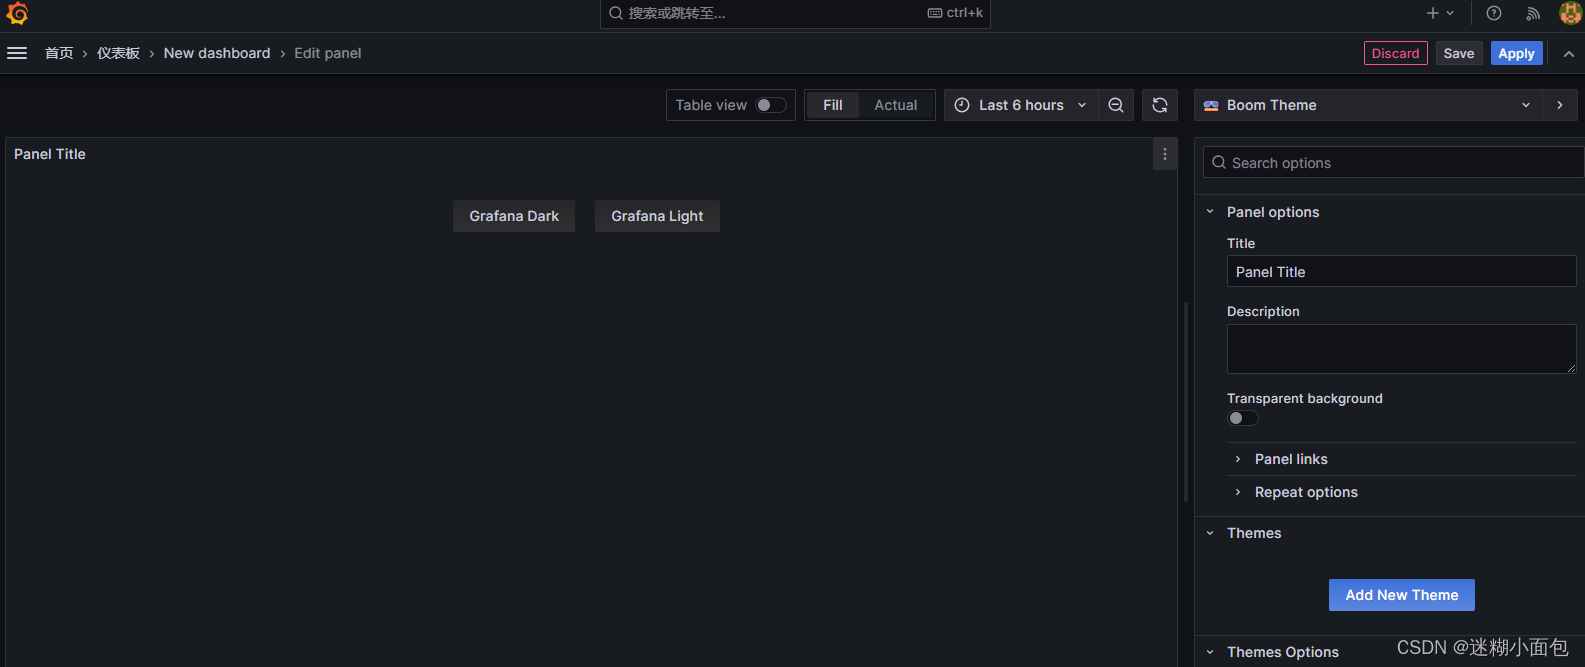 搜索或跳转至... ctrl+k
首页 › 仪表板 › New dashboard › Edit panel Discard Save Apply
Table view Fill Actual Last 6 hours Boom Theme
Panel Title
Search options
Grafana Dark Grafana Light
Panel options
Title
Panel Title
Description
Transparent background
Panel links
Repeat options
Themes
Add New Theme
Themes Options
CSDN @迷糊小面包